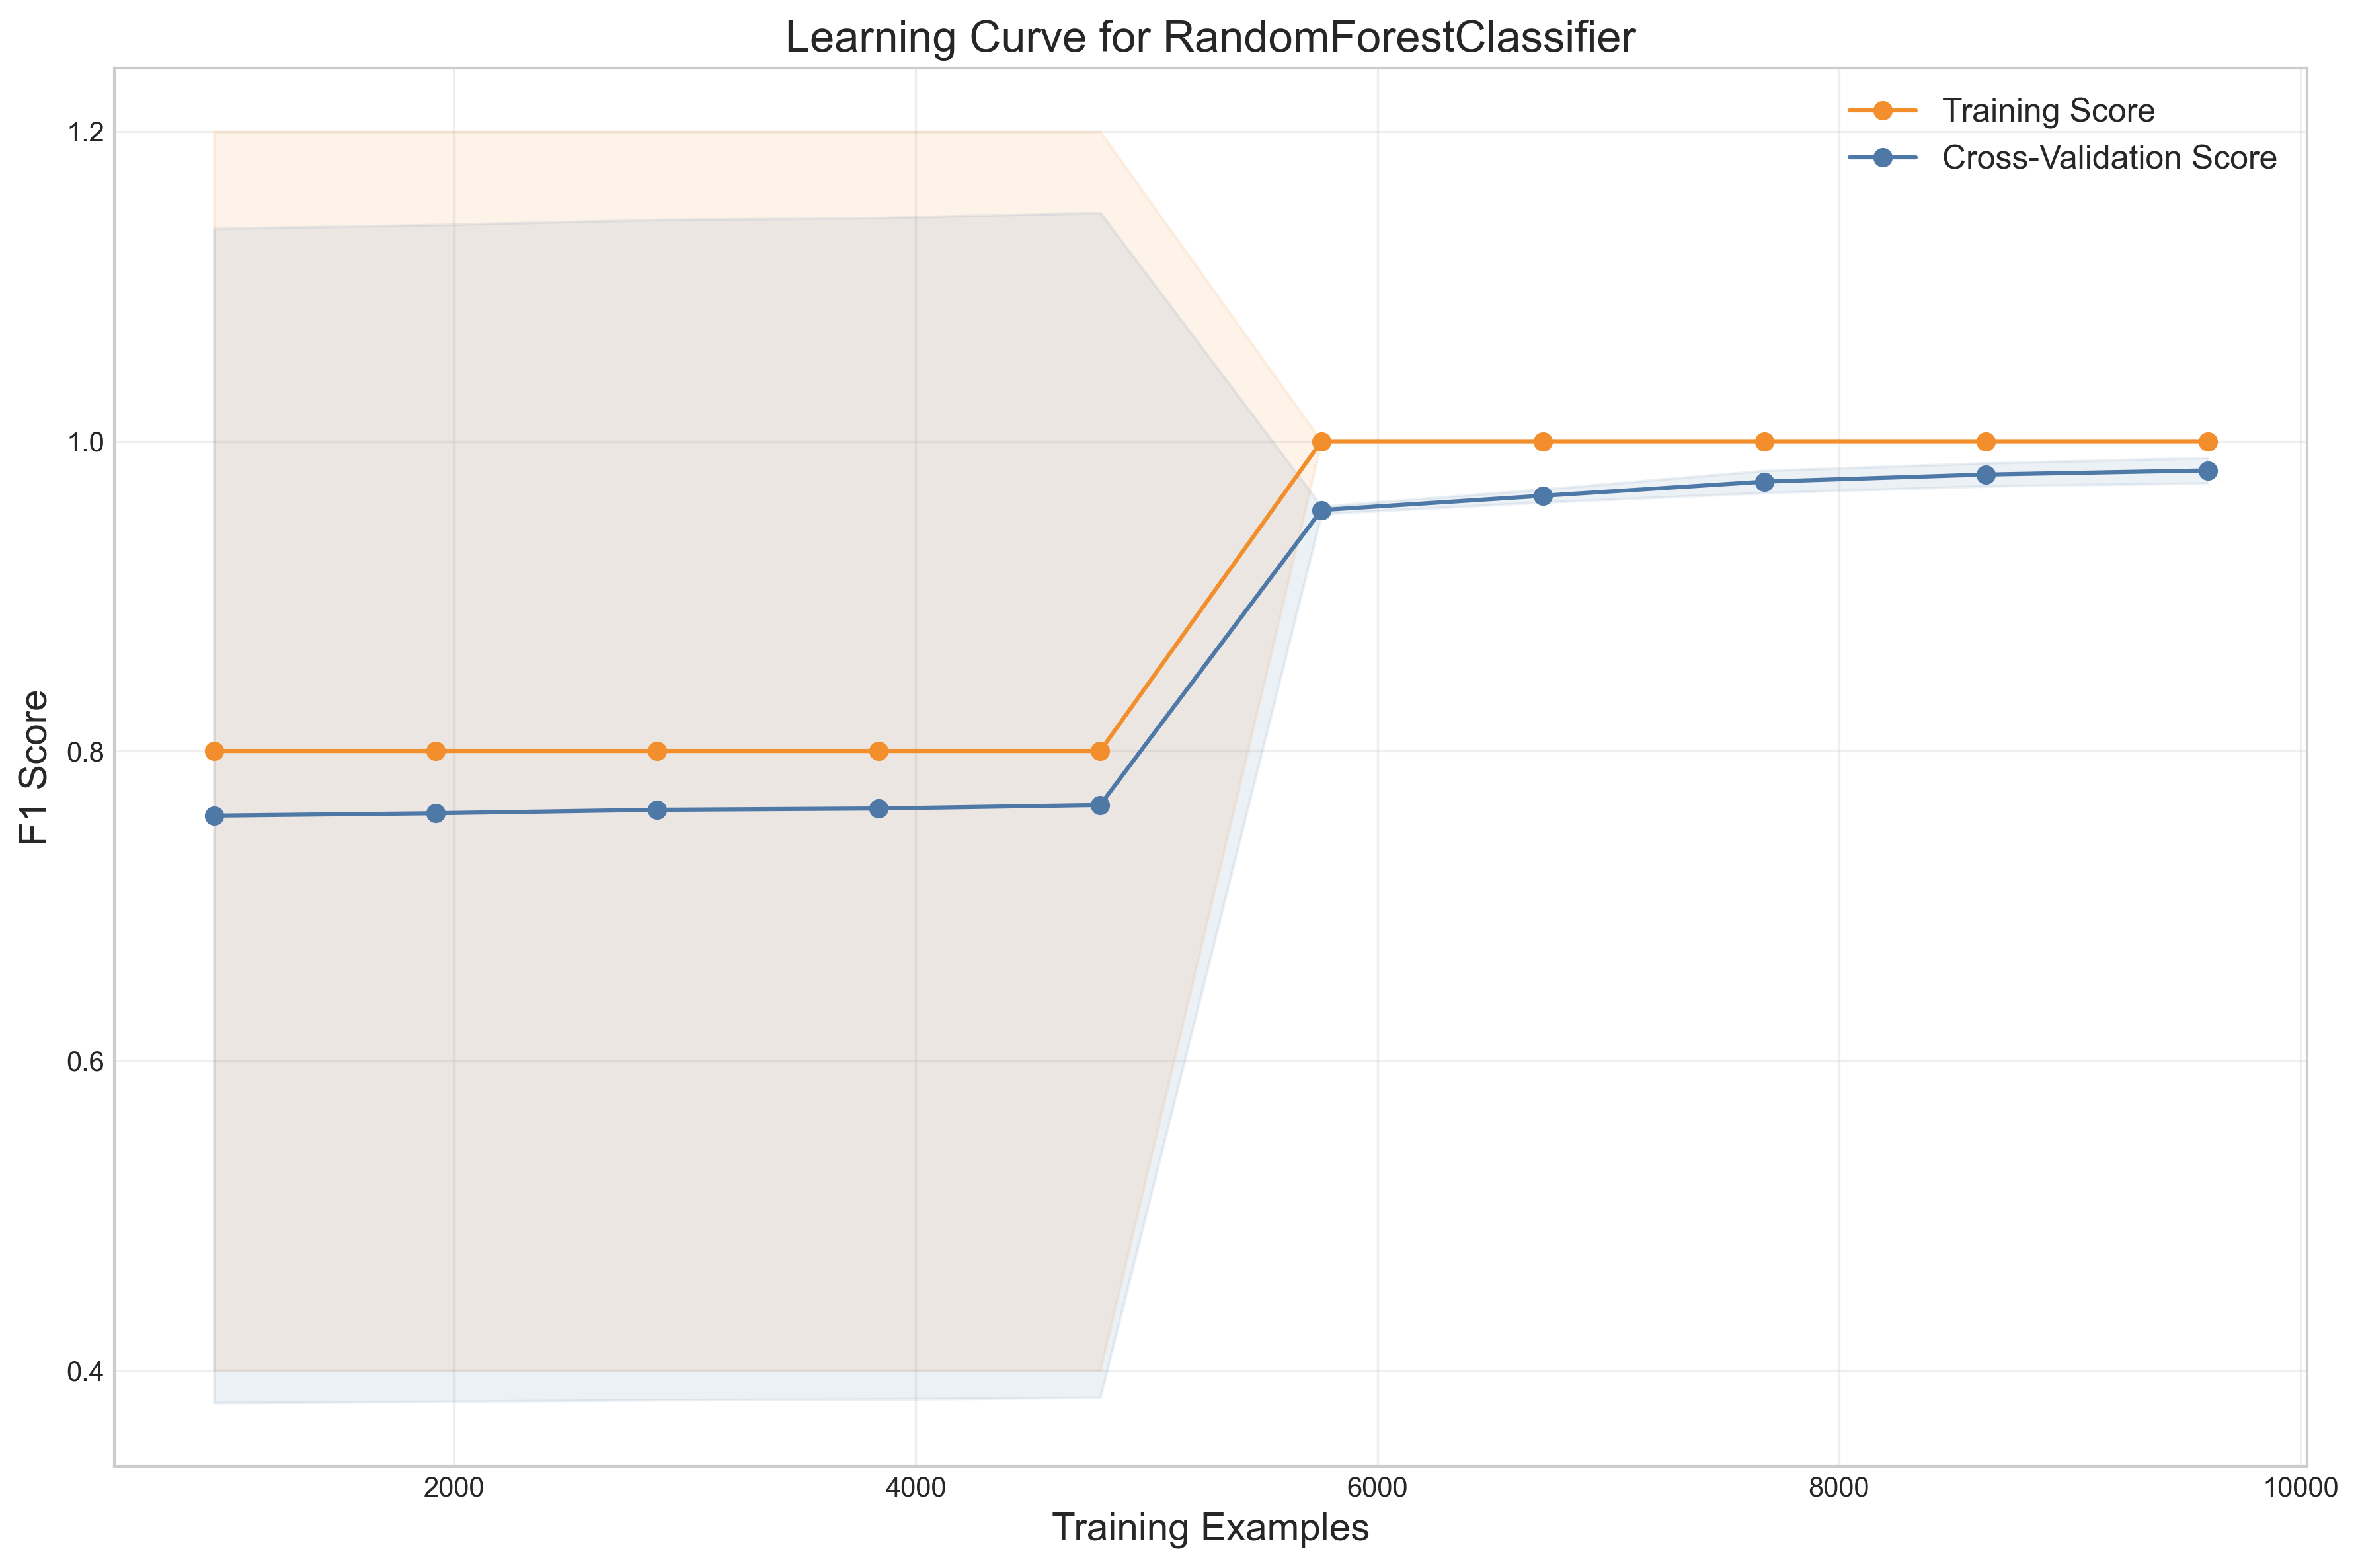 Learning Curve for RandomForestClassifier
Training Score
Cross-Validation Score
1.2
1.0
0.8
0.6
0.4
F1 Score
2000 4000 6000 8000 10000
Training Examples